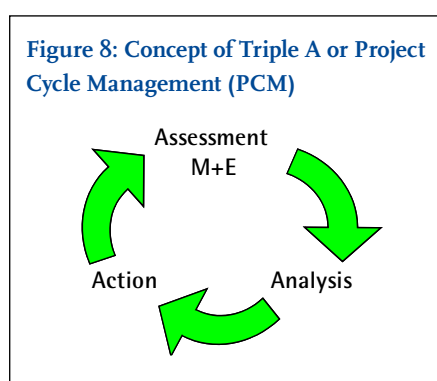 Figure 8: Concept of Triple A or Project
Cycle Management (PCM)
Assessment
M+E
Action
Analysis